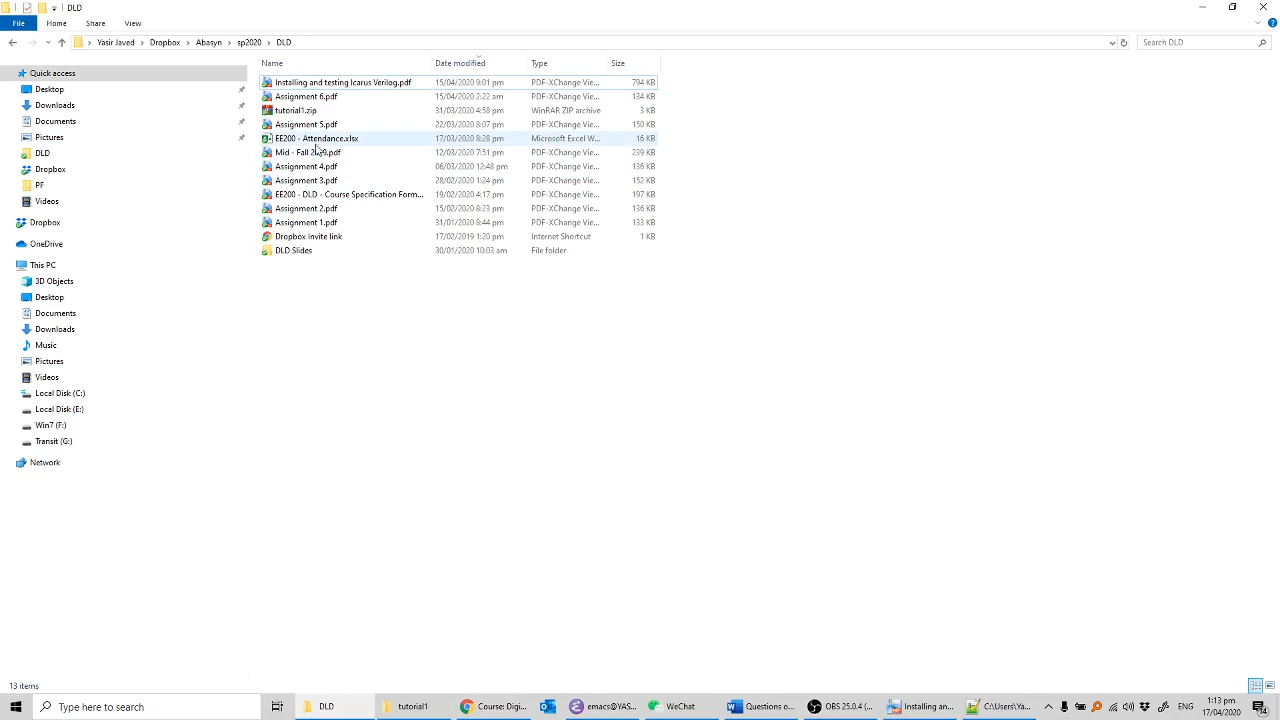 DLD
File Home Share View
Yasir Javed Dropbox Abasyn sp2020 DLD Search DLD
Name Date modified Type Size
Quick access
Desktop
Downloads
Documents
Pictures
DLD
Dropbox
PF
Videos
Dropbox
OneDrive
This PC
3D Objects
Desktop
Documents
Downloads
Music
Pictures
Videos
Local Disk (C:)
Local Disk (E:)
Win7 (F:)
Transit (G:)
Network
Installing and testing Icarus Verilog.pdf 15/04/2020 9:01 pm PDF-XChange Vie... 794 KB
Assignment 6.pdf 15/04/2020 2:22 am PDF-XChange Vie... 134 KB
tutorial1.zip 31/03/2020 4:58 pm WinRAR ZIP archive 3 KB
Assignment 5.pdf 22/03/2020 8:07 pm PDF-XChange Vie... 150 KB
EE200 - Attendance.xlsx 17/03/2020 8:28 pm Microsoft Excel W... 16 KB
Mid - Fall 2019.pdf 12/03/2020 7:51 pm PDF-XChange Vie... 239 KB
Assignment 4.pdf 06/03/2020 12:48 pm PDF-XChange Vie... 136 KB
Assignment 3.pdf 28/02/2020 1:24 pm PDF-XChange Vie... 152 KB
EE200 - DLD - Course Specification Form... 19/02/2020 4:17 pm PDF-XChange Vie... 197 KB
Assignment 2.pdf 15/02/2020 8:23 pm PDF-XChange Vie... 136 KB
Assignment 1.pdf 31/01/2020 8:44 pm PDF-XChange Vie... 133 KB
Dropbox Invite link 17/02/2019 1:20 pm Internet Shortcut 1 KB
DLD Slides 30/01/2020 10:03 am File folder
13 items
Type here to search DLD tutorial1 Course: Digi... emacs@YAS... WeChat Questions o... OBS 25.0.4 (... Installing an... C:\Users\Ya... ENG 1:13 pm
17/04/2020 4